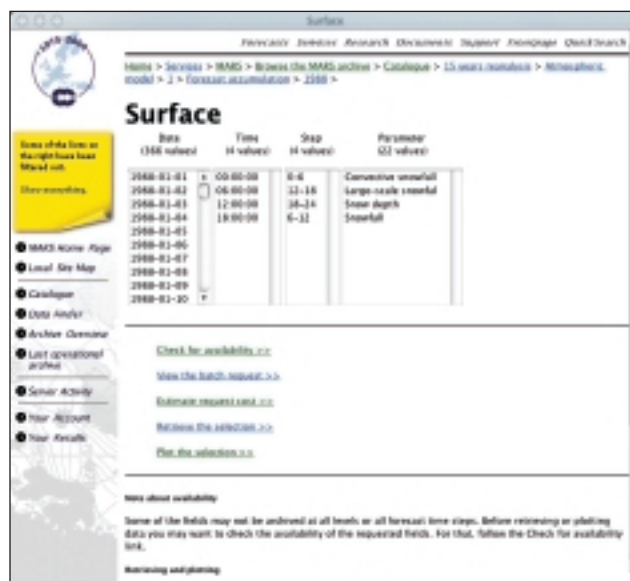 Surface
Forecasts Services Research Documents Support Frontpage QuickSearch
Home > Services > MARS > Browse the MARS archive > Catalogue > 15 years reanalysis > Atmospheric
model > 1 > Forecast accumulation > 1988 >
Surface
Date
(366 values)
Time
(4 values)
Step
(4 values)
Parameter
(22 values)
1988-01-01 00:00:00 0-6 Convective snowfall
1988-01-02 06:00:00 12-18 Large-scale snowfall
1988-01-03 12:00:00 18-24 Snow depth
1988-01-04 18:00:00 6-12 Snowfall
1988-01-05
1988-01-06
1988-01-07
1988-01-08
1988-01-09
1988-01-10
Some of the lists on
the right have been
filtered out.
Show everything.
MARS Home Page
Local Site Map
Catalogue
Data Finder
Archive Overview
Last operational
archive
Server Activity
Your Account
Your Results
Check for availability >>
View the batch request >>
Estimate request cost >>
Retrieve the selection >>
Plot the selection >>
Note about availability
Some of the fields may not be archived at all levels or all forecast time steps. Before retrieving or plotting
data you may want to check the availability of the requested fields. For that, follow the Check for availability
link.
Retrieving and plotting